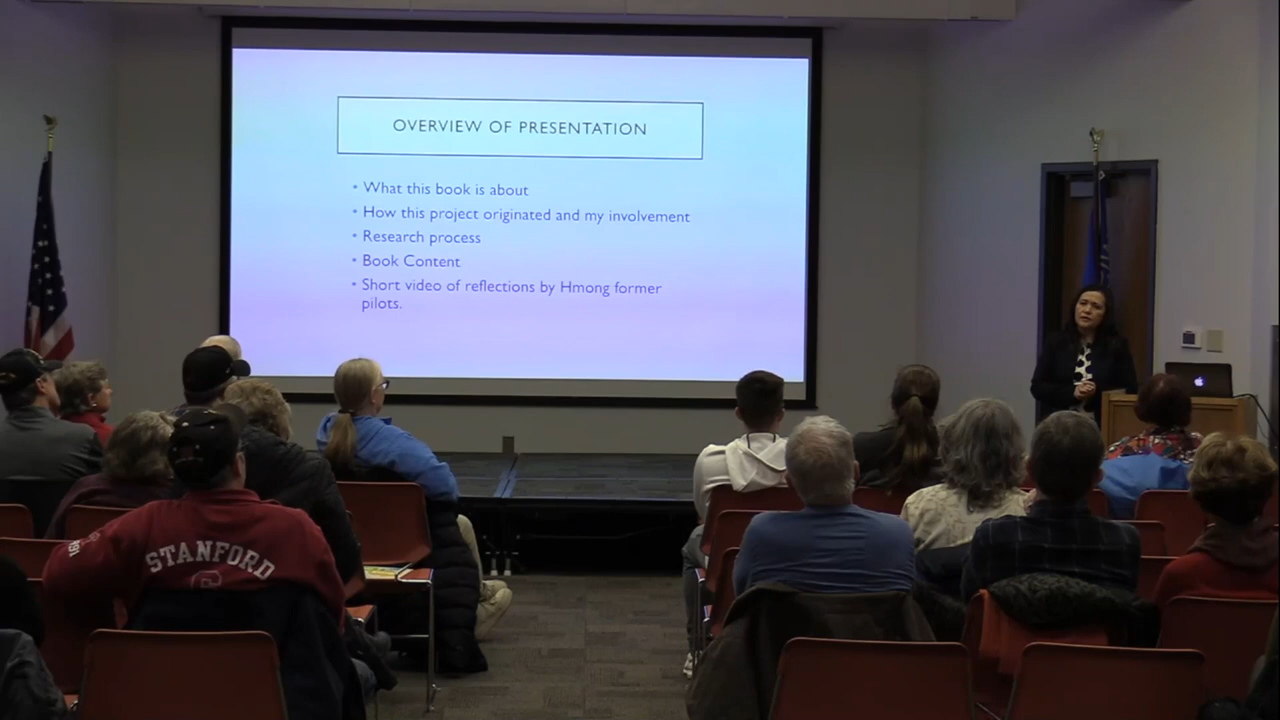 OVERVIEW OF PRESENTATION
• What this book is about
• How this project originated and my involvement
• Research process
• Book Content
• Short video of reflections by Hmong former
pilots.
STANFORD